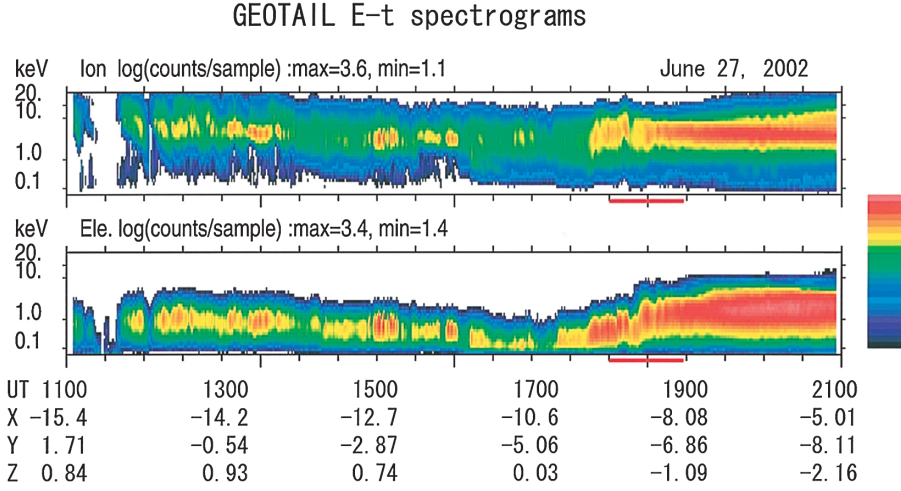 GEOTAIL E-t spectrograms
keV Ion log(counts/sample) :max=3.6, min=1.1 June 27, 2002
20.
10.
1.0
0.1
keV Ele. log(counts/sample) :max=3.4, min=1.4
20.
10.
1.0
0.1
UT 1100 1300 1500 1700 1900 2100
X -15.4 -14.2 -12.7 -10.6 -8.08 -5.01
Y 1.71 -0.54 -2.87 -5.06 -6.86 -8.11
Z 0.84 0.93 0.74 0.03 -1.09 -2.16